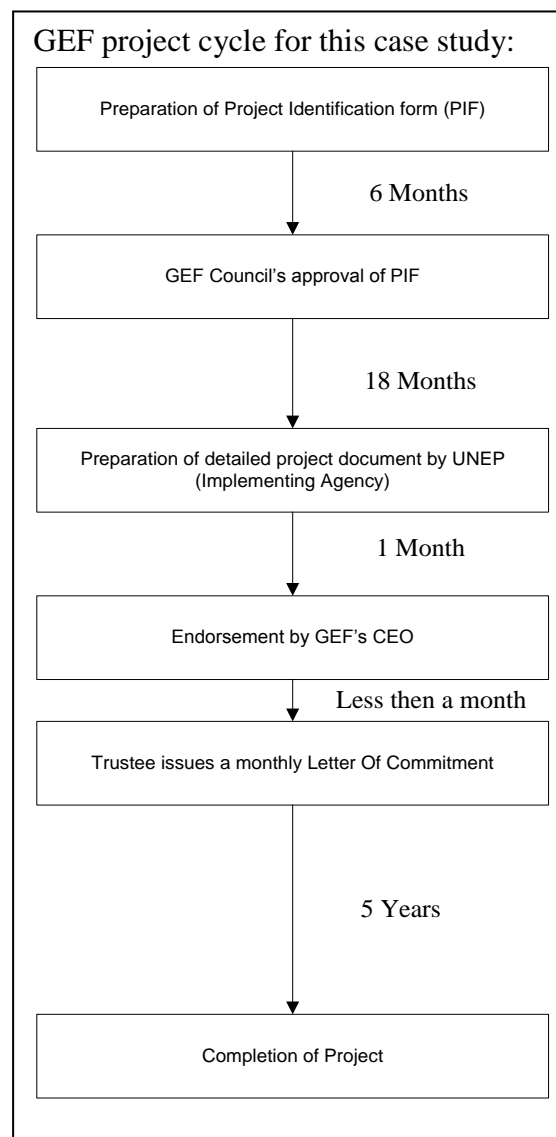 GEF project cycle for this case study:
Preparation of Project Identification form (PIF)
6 Months
GEF Council’s approval of PIF
18 Months
Preparation of detailed project document by UNEP
(Implementing Agency)
1 Month
Endorsement by GEF’s CEO
Less then a month
Trustee issues a monthly Letter Of Commitment
5 Years
Completion of Project